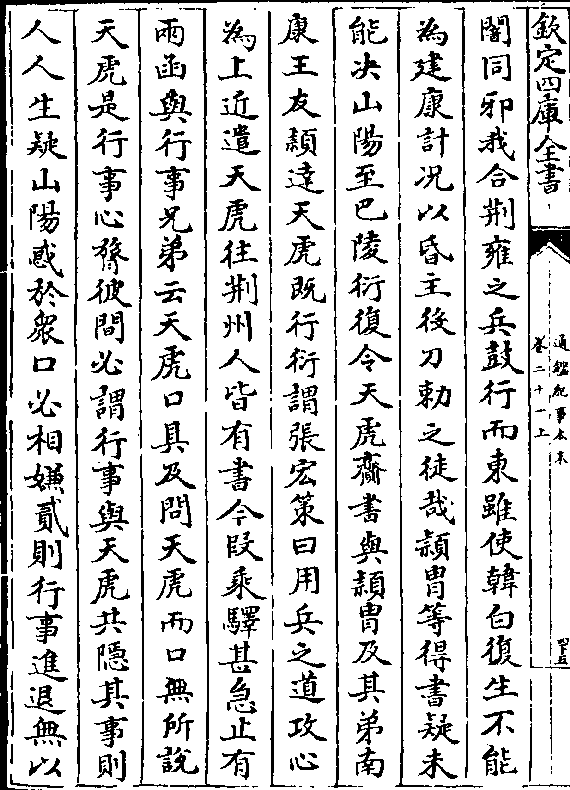 欽定四庫全書
通鑑紀事本末
卷二十一上
闇同邪我合荆雍之兵鼓行而東雖使韓白復生不能
為建康計况以昏主役刀勅之徒哉頴胄等得書疑未
能决山陽至巴陵衍復令天虎齎書與頴胄及其弟南
康王友頴逹天虎既行衍謂張宏策曰用兵之道攻心
為上近遣天虎往荆州人皆有書今段乘驛甚急止有
兩函與行事兄弟云天虎口具及問天虎而口無所說
天虎是行事心膂彼間必謂行事與天虎共隱其事則
人人生疑山陽惑於衆口必相嫌貳則行事進退無以